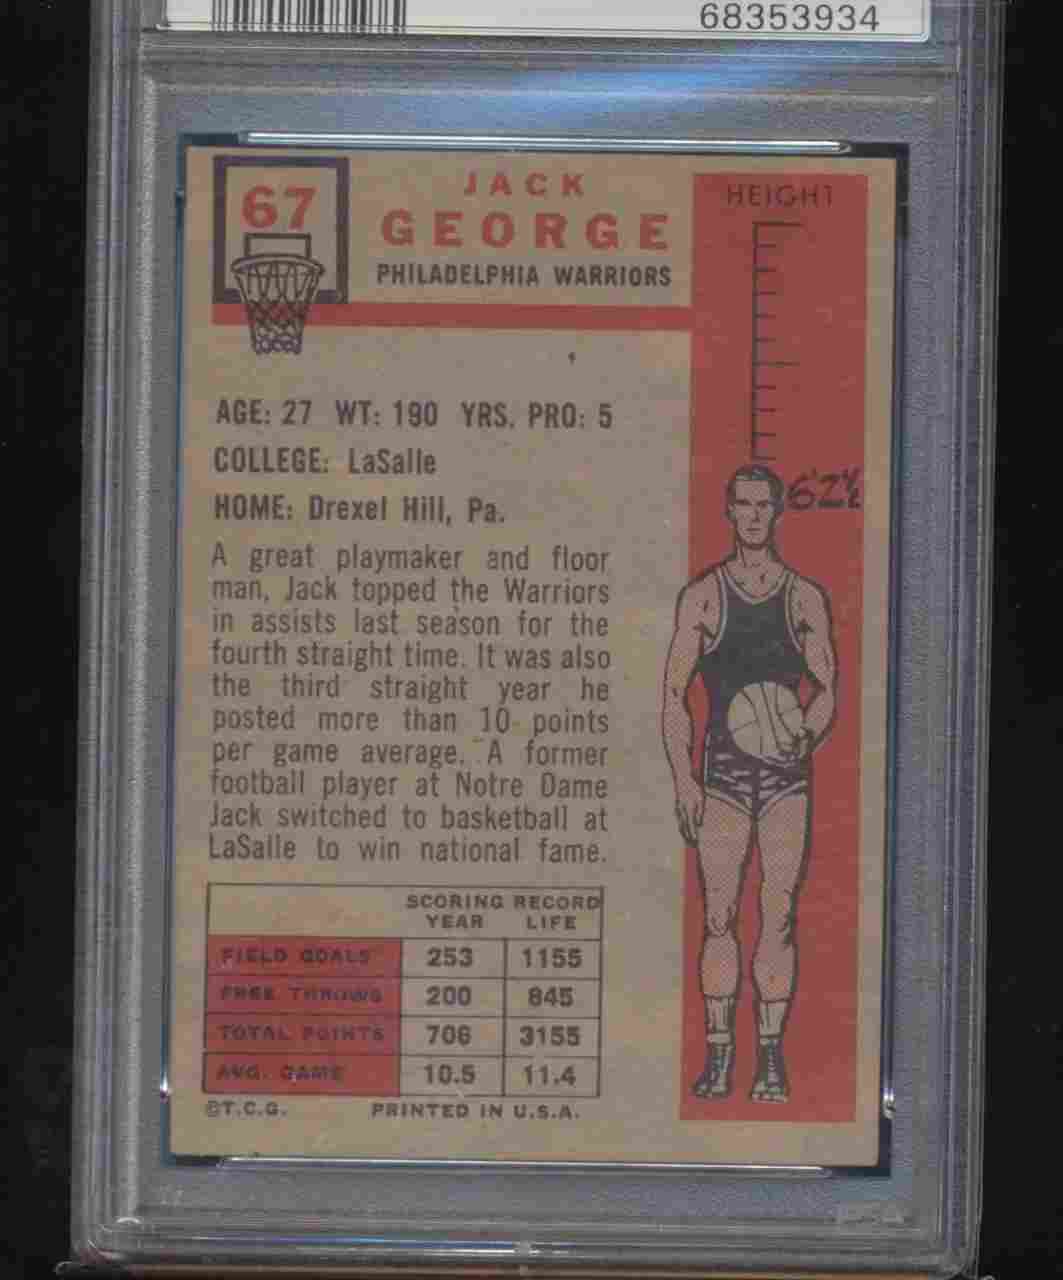 68353934
67
JACK
GEORGE
PHILADELPHIA WARRIORS
HEIGHT
6'2½
AGE: 27 WT: 190 YRS. PRO: 5
COLLEGE: LaSalle
HOME: Drexel Hill, Pa.
A great playmaker and floor
man, Jack topped the Warriors
in assists last season for the
fourth straight time. It was also
the third straight year he
posted more than 10 points
per game average. A former
football player at Notre Dame
Jack switched to basketball at
LaSalle to win national fame.
SCORING RECORD
YEAR LIFE
FIELD GOALS 253 1155
FREE THROWS 200 845
TOTAL POINTS 706 3155
AVG. GAME 10.5 11.4
©T.C.G. PRINTED IN U.S.A.